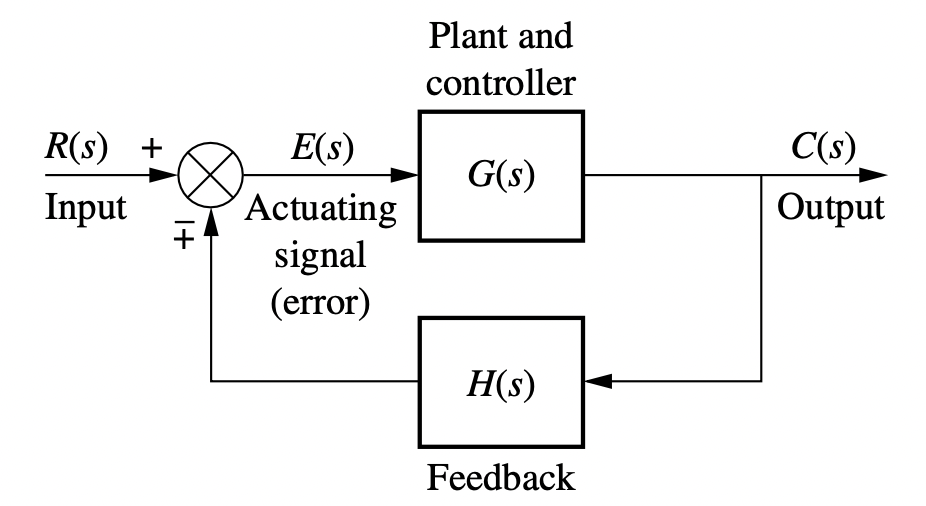 Plant and
controller
R(s) + E(s) G(s) C(s)
Input Actuating Output
∓ signal
(error)
H(s)
Feedback